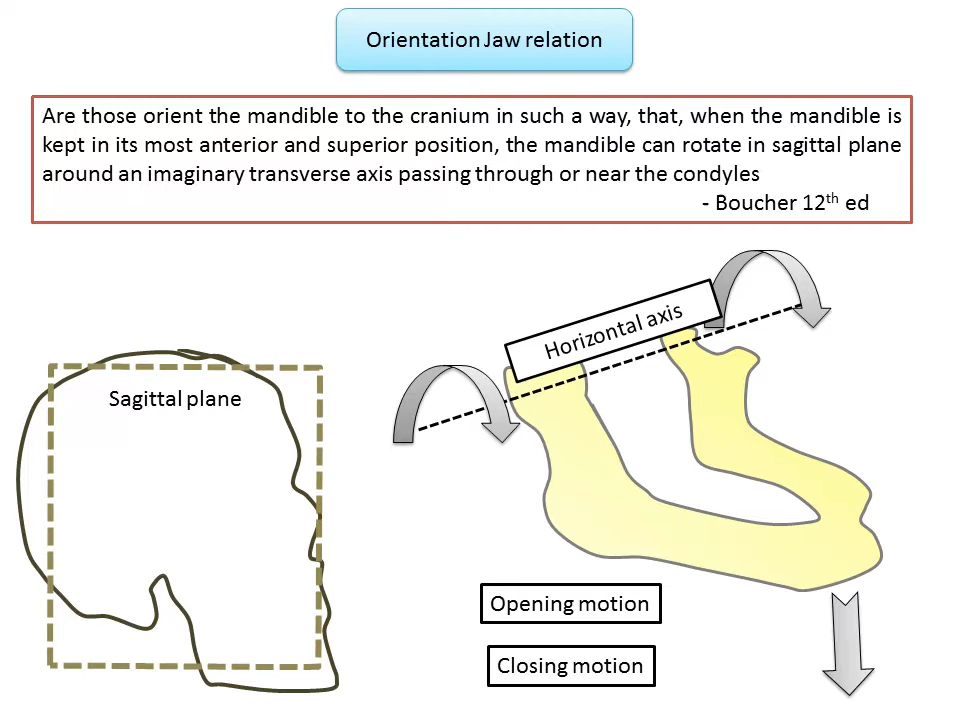 Orientation Jaw relation
Are those orient the mandible to the cranium in such a way, that, when the mandible is
kept in its most anterior and superior position, the mandible can rotate in sagittal plane
around an imaginary transverse axis passing through or near the condyles
- Boucher 12th ed
Horizontal axis
Sagittal plane
Opening motion
Closing motion